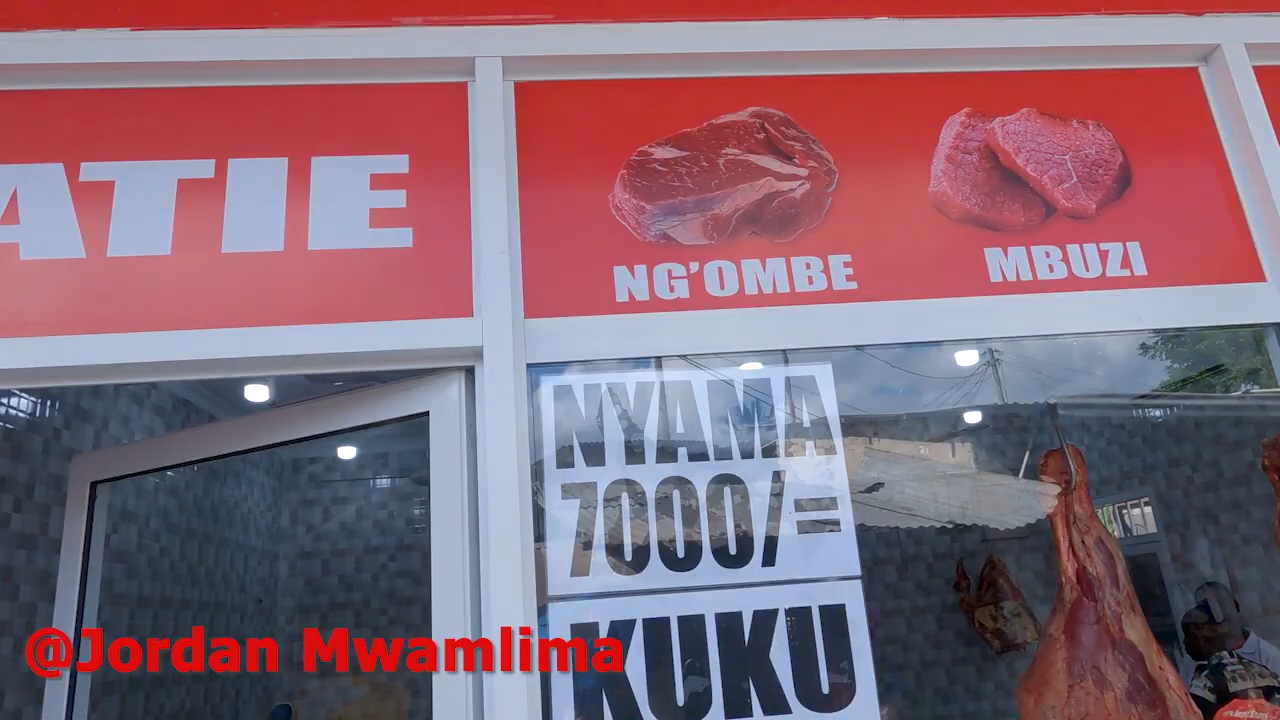 ATIE
NG'OMBE
MBUZI
NYAMA
7000/=
KUKU
@Jordan Mwamlima